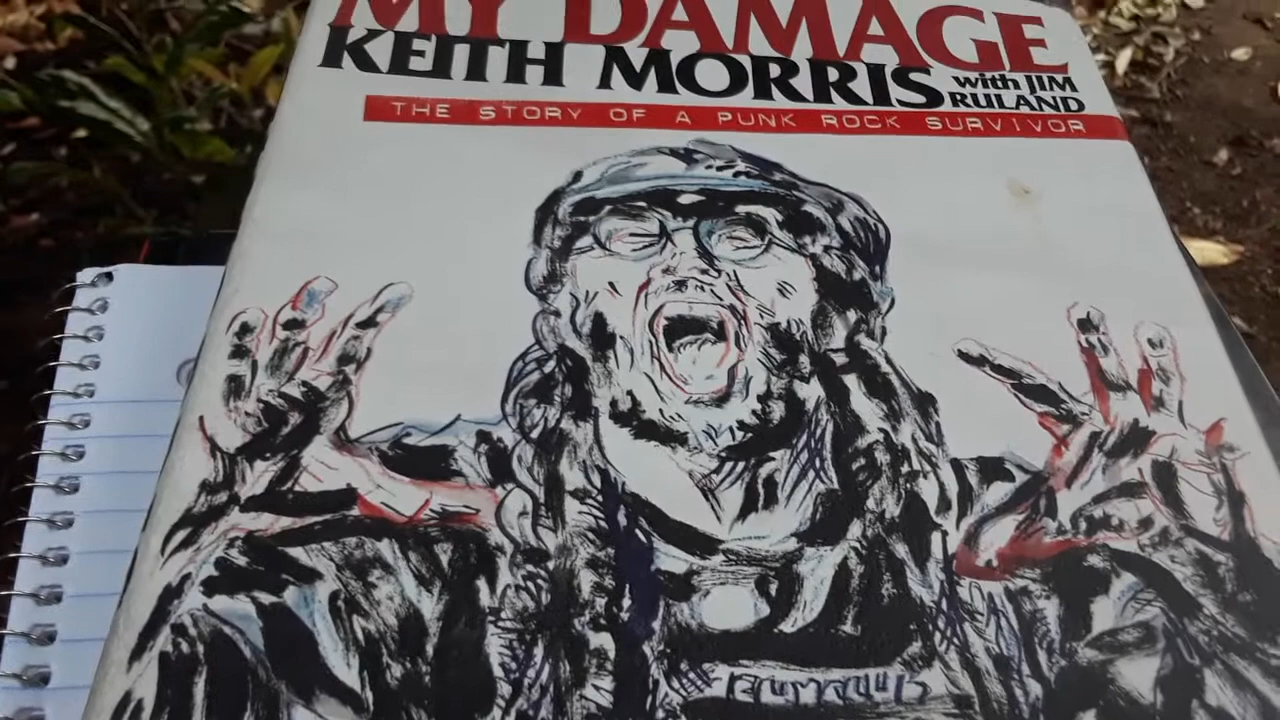 MY DAMAGE
KEITH MORRIS with JIM
RULAND
THE STORY OF A PUNK ROCK SURVIVOR